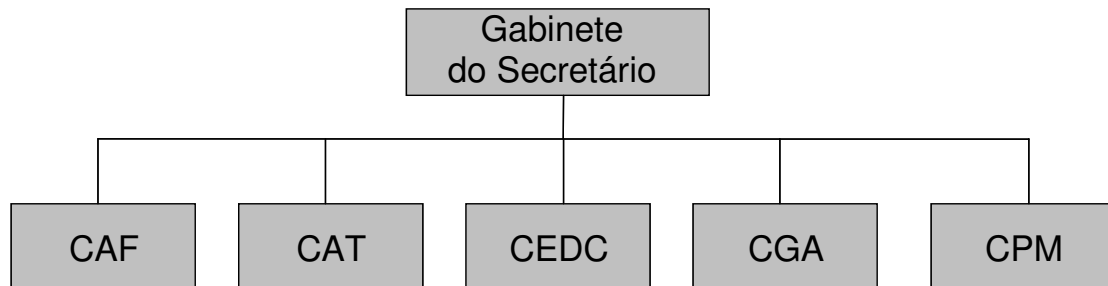 Gabinete
do Secretário
CAF
CAT
CEDC
CGA
CPM